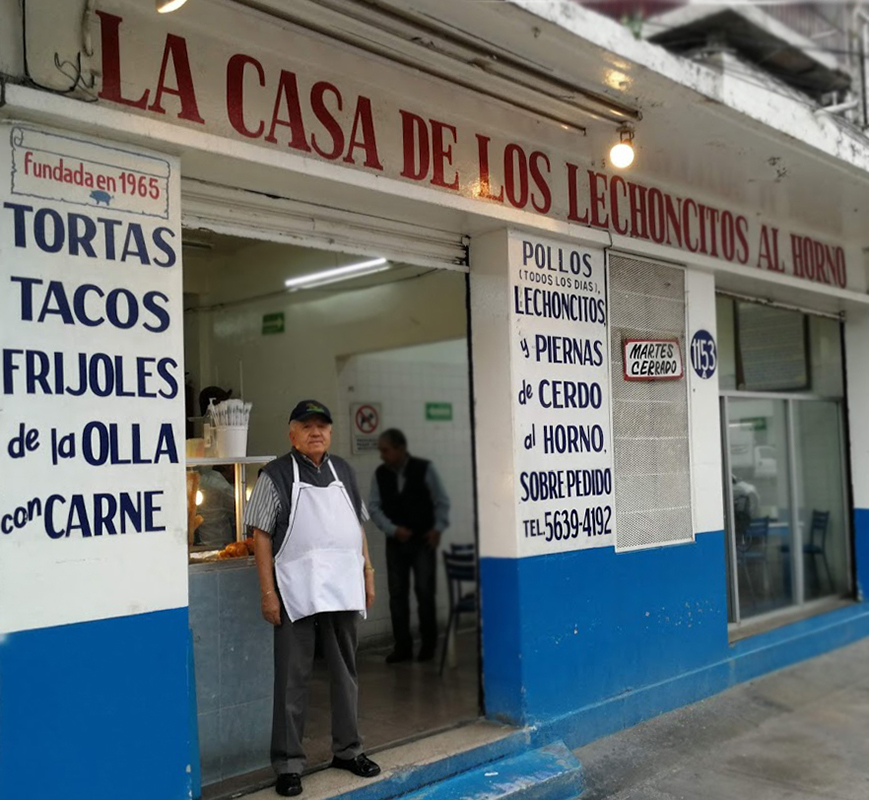 LA CASA DE LOS LECHONCITOS AL HORNO
Fundada en 1965
TORTAS
TACOS
FRIJOLES
de la OLLA
con CARNE
POLLOS
(TODOS LOS DIAS),
LECHONCITOS
y PIERNAS
de CERDO
al HORNO,
SOBRE PEDIDO
TEL. 5639-4192
MARTES
CERRADO
1153